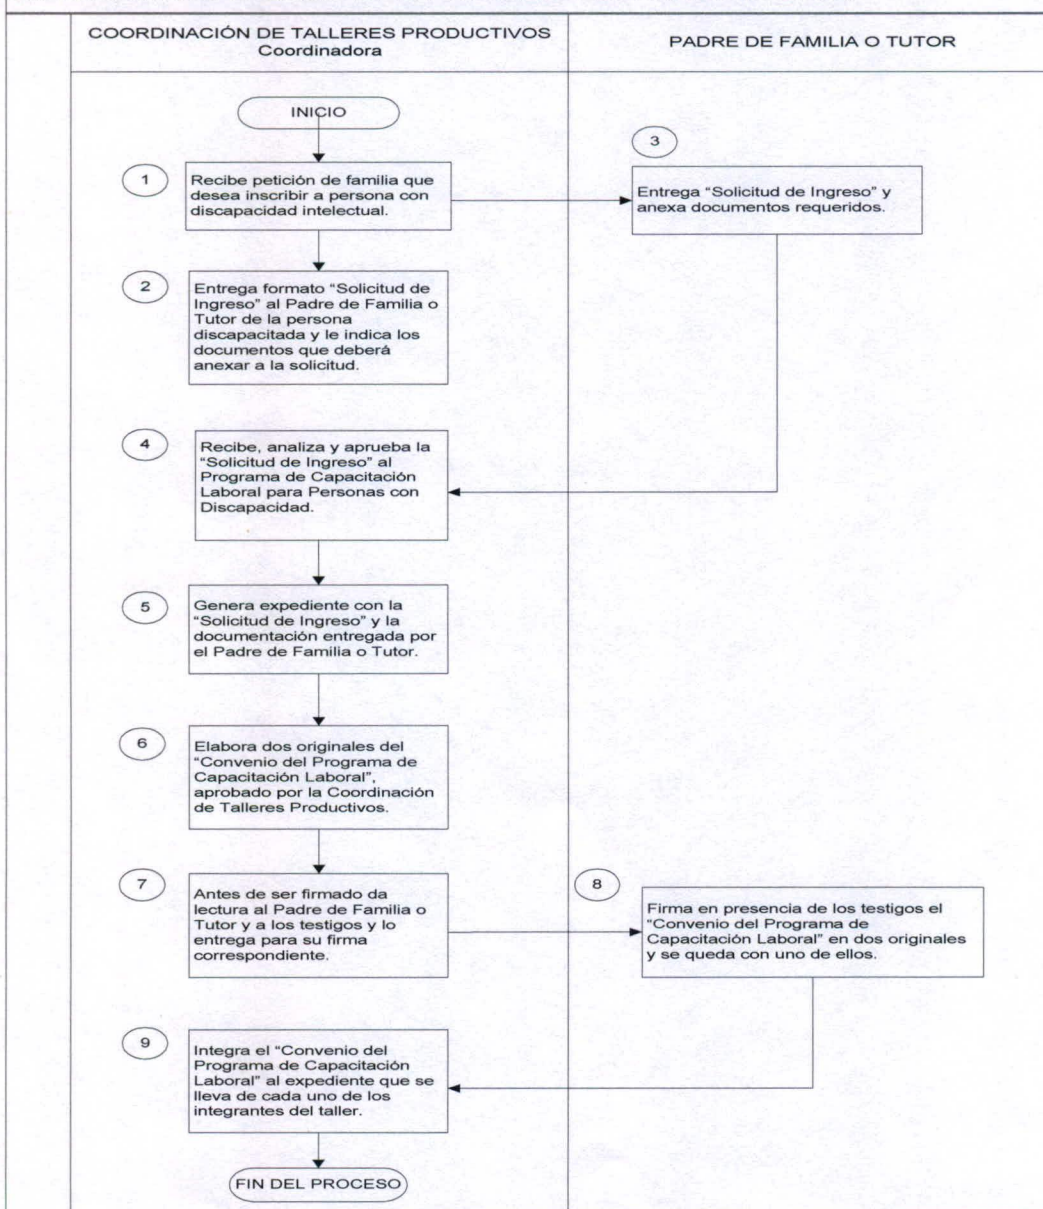 COORDINACIÓN DE TALLERES PRODUCTIVOS
Coordinadora
PADRE DE FAMILIA O TUTOR
INICIO
1
Recibe petición de familia que
desea inscribir a persona con
discapacidad intelectual.
2
Entrega formato “Solicitud de
Ingreso” al Padre de Familia o
Tutor de la persona
discapacitada y le indica los
documentos que deberá
anexar a la solicitud.
3
Entrega “Solicitud de Ingreso” y
anexa documentos requeridos.
4
Recibe, analiza y aprueba la
“Solicitud de Ingreso” al
Programa de Capacitación
Laboral para Personas con
Discapacidad.
5
Genera expediente con la
“Solicitud de Ingreso” y la
documentación entregada por
el Padre de Familia o Tutor.
6
Elabora dos originales del
“Convenio del Programa de
Capacitación Laboral”,
aprobado por la Coordinación
de Talleres Productivos.
7
Antes de ser firmado da
lectura al Padre de Familia o
Tutor y a los testigos y lo
entrega para su firma
correspondiente.
8
Firma en presencia de los testigos el
“Convenio del Programa de
Capacitación Laboral” en dos originales
y se queda con uno de ellos.
9
Integra el “Convenio del
Programa de Capacitación
Laboral” al expediente que se
lleva de cada uno de los
integrantes del taller.
FIN DEL PROCESO